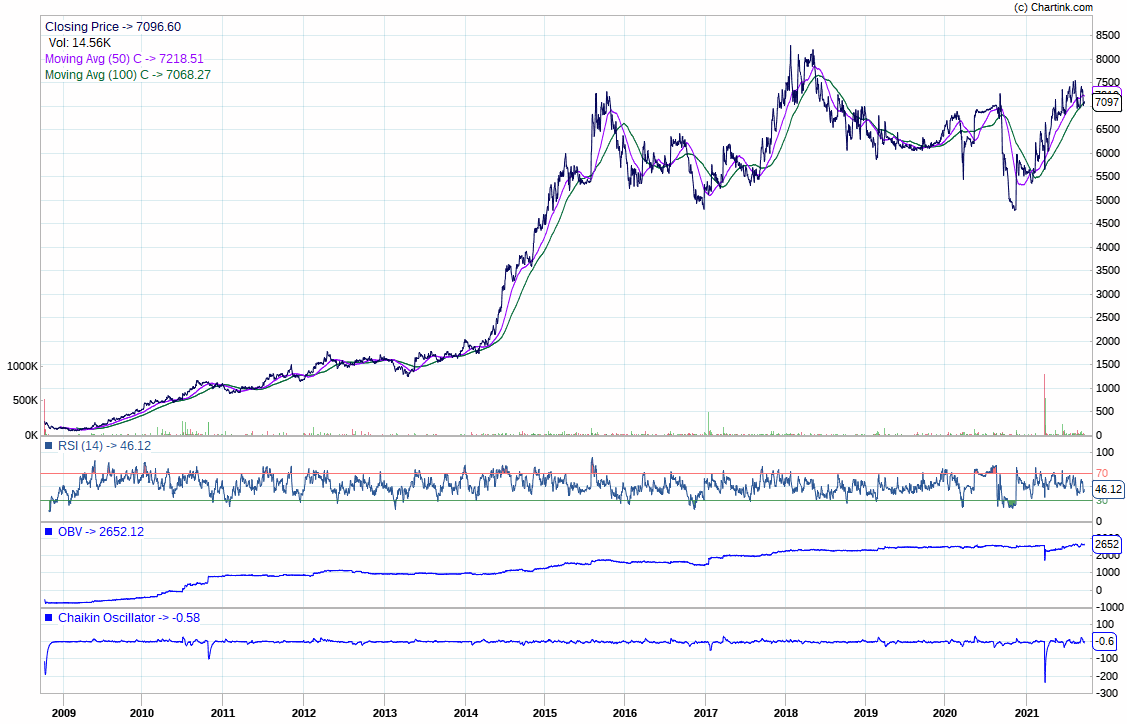 (c) Chartink.com
Closing Price -> 7096.60
Vol: 14.56K
Moving Avg (50) C -> 7218.51
Moving Avg (100) C -> 7068.27
8500
8000
7500
7097
6500
6000
5500
5000
4500
4000
3500
3000
2500
2000
1500
1000
500
0
1000K
500K
0K
RSI (14) -> 46.12
100
70
46.12
0
OBV -> 2652.12
2652
2000
1000
0
-1000
Chaikin Oscillator -> -0.58
100
-0.6
-100
-200
-300
2009 2010 2011 2012 2013 2014 2015 2016 2017 2018 2019 2020 2021